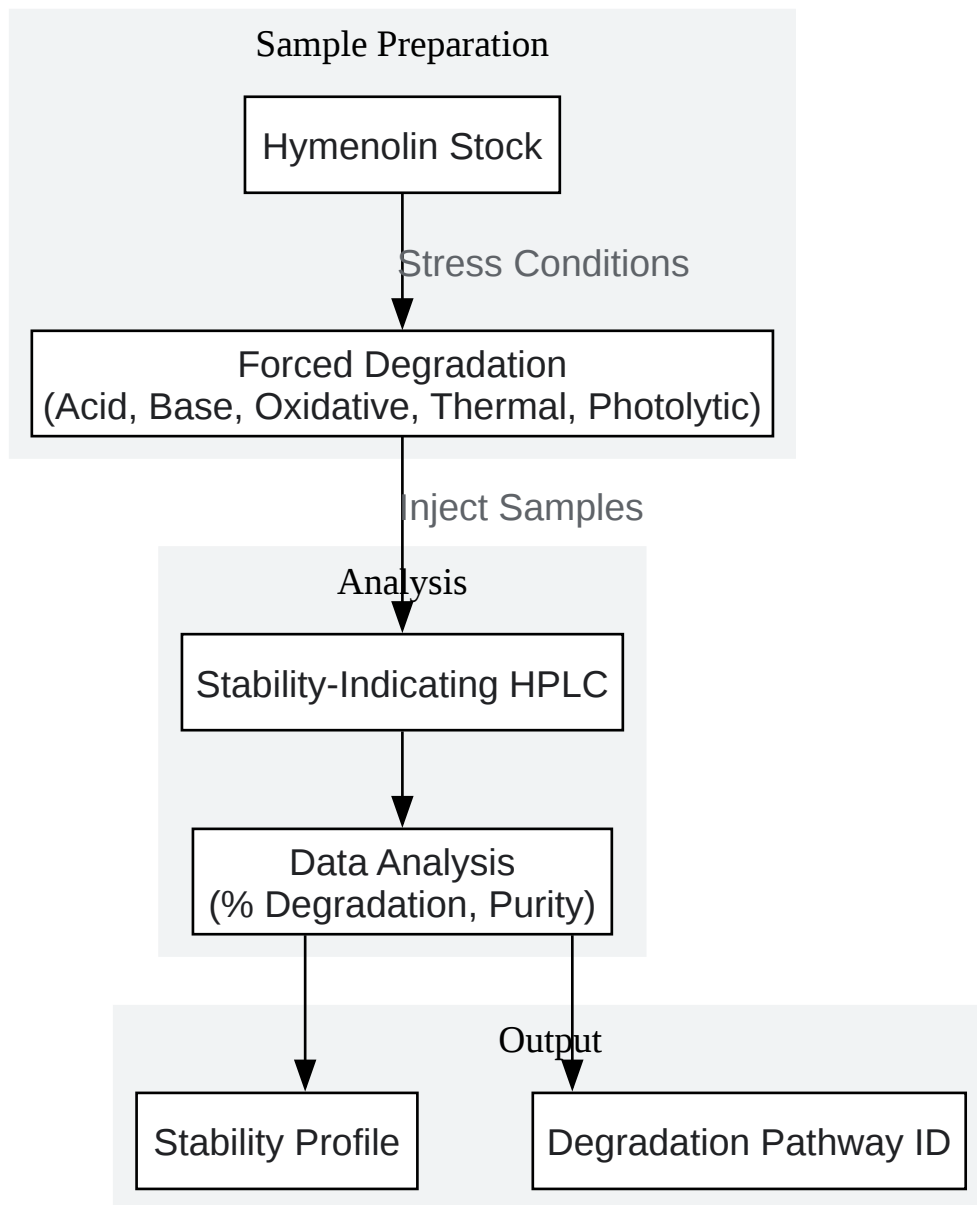 Sample Preparation
Hymenolin Stock
Stress Conditions
Forced Degradation
(Acid, Base, Oxidative, Thermal, Photolytic)
Inject Samples
Analysis
Stability-Indicating HPLC
Data Analysis
(% Degradation, Purity)
Output
Stability Profile
Degradation Pathway ID